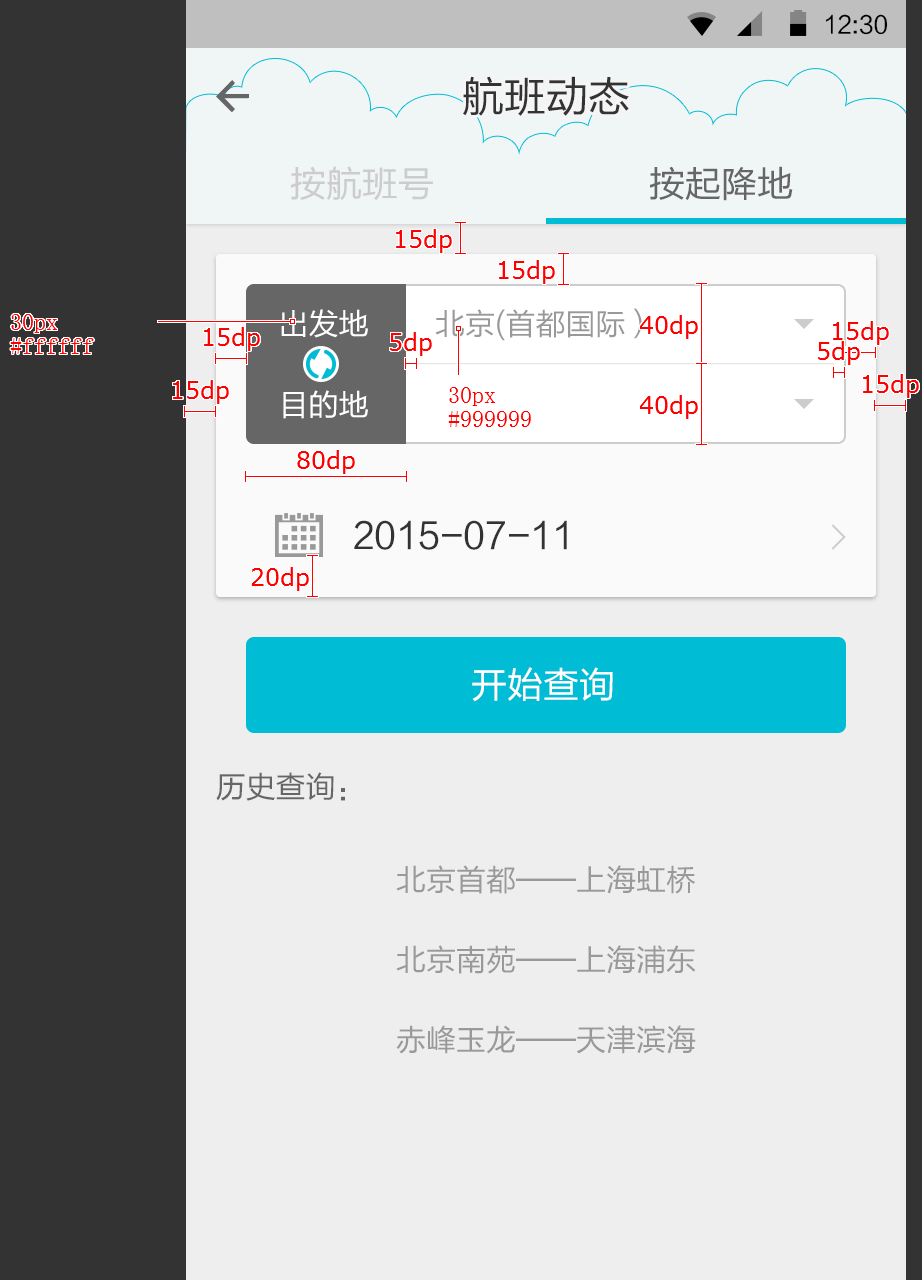 12:30
航班动态
按航班号
按起降地
15dp
15dp
30px
#ffffff
出发地
北京(首都国际 )
40dp
15dp
15dp
5dp
5dp
15dp
15dp
目的地
30px
#999999
40dp
80dp
2015-07-11
20dp
开始查询
历史查询：
北京首都——上海虹桥
北京南苑——上海浦东
赤峰玉龙——天津滨海